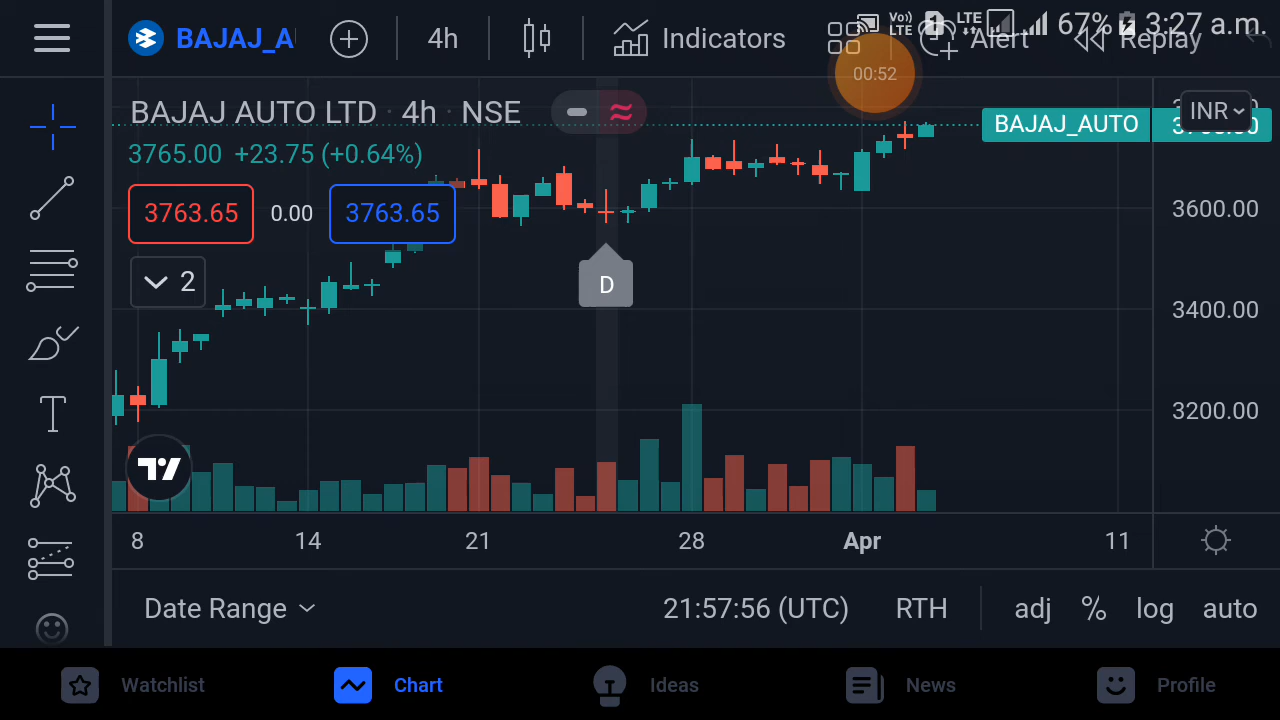 BAJAJ_A
4h
Indicators
Alert
Replay
LTE
Vo) LTE
67%
3:27 a.m.
00:52
BAJAJ AUTO LTD · 4h · NSE
INR
BAJAJ_AUTO
3765.00 +23.75 (+0.64%)
3763.65 0.00 3763.65
3600.00
2
D
3400.00
3200.00
8 14 21 28 Apr 11
Date Range
21:57:56 (UTC)
RTH
adj % log auto
Watchlist
Chart
Ideas
News
Profile